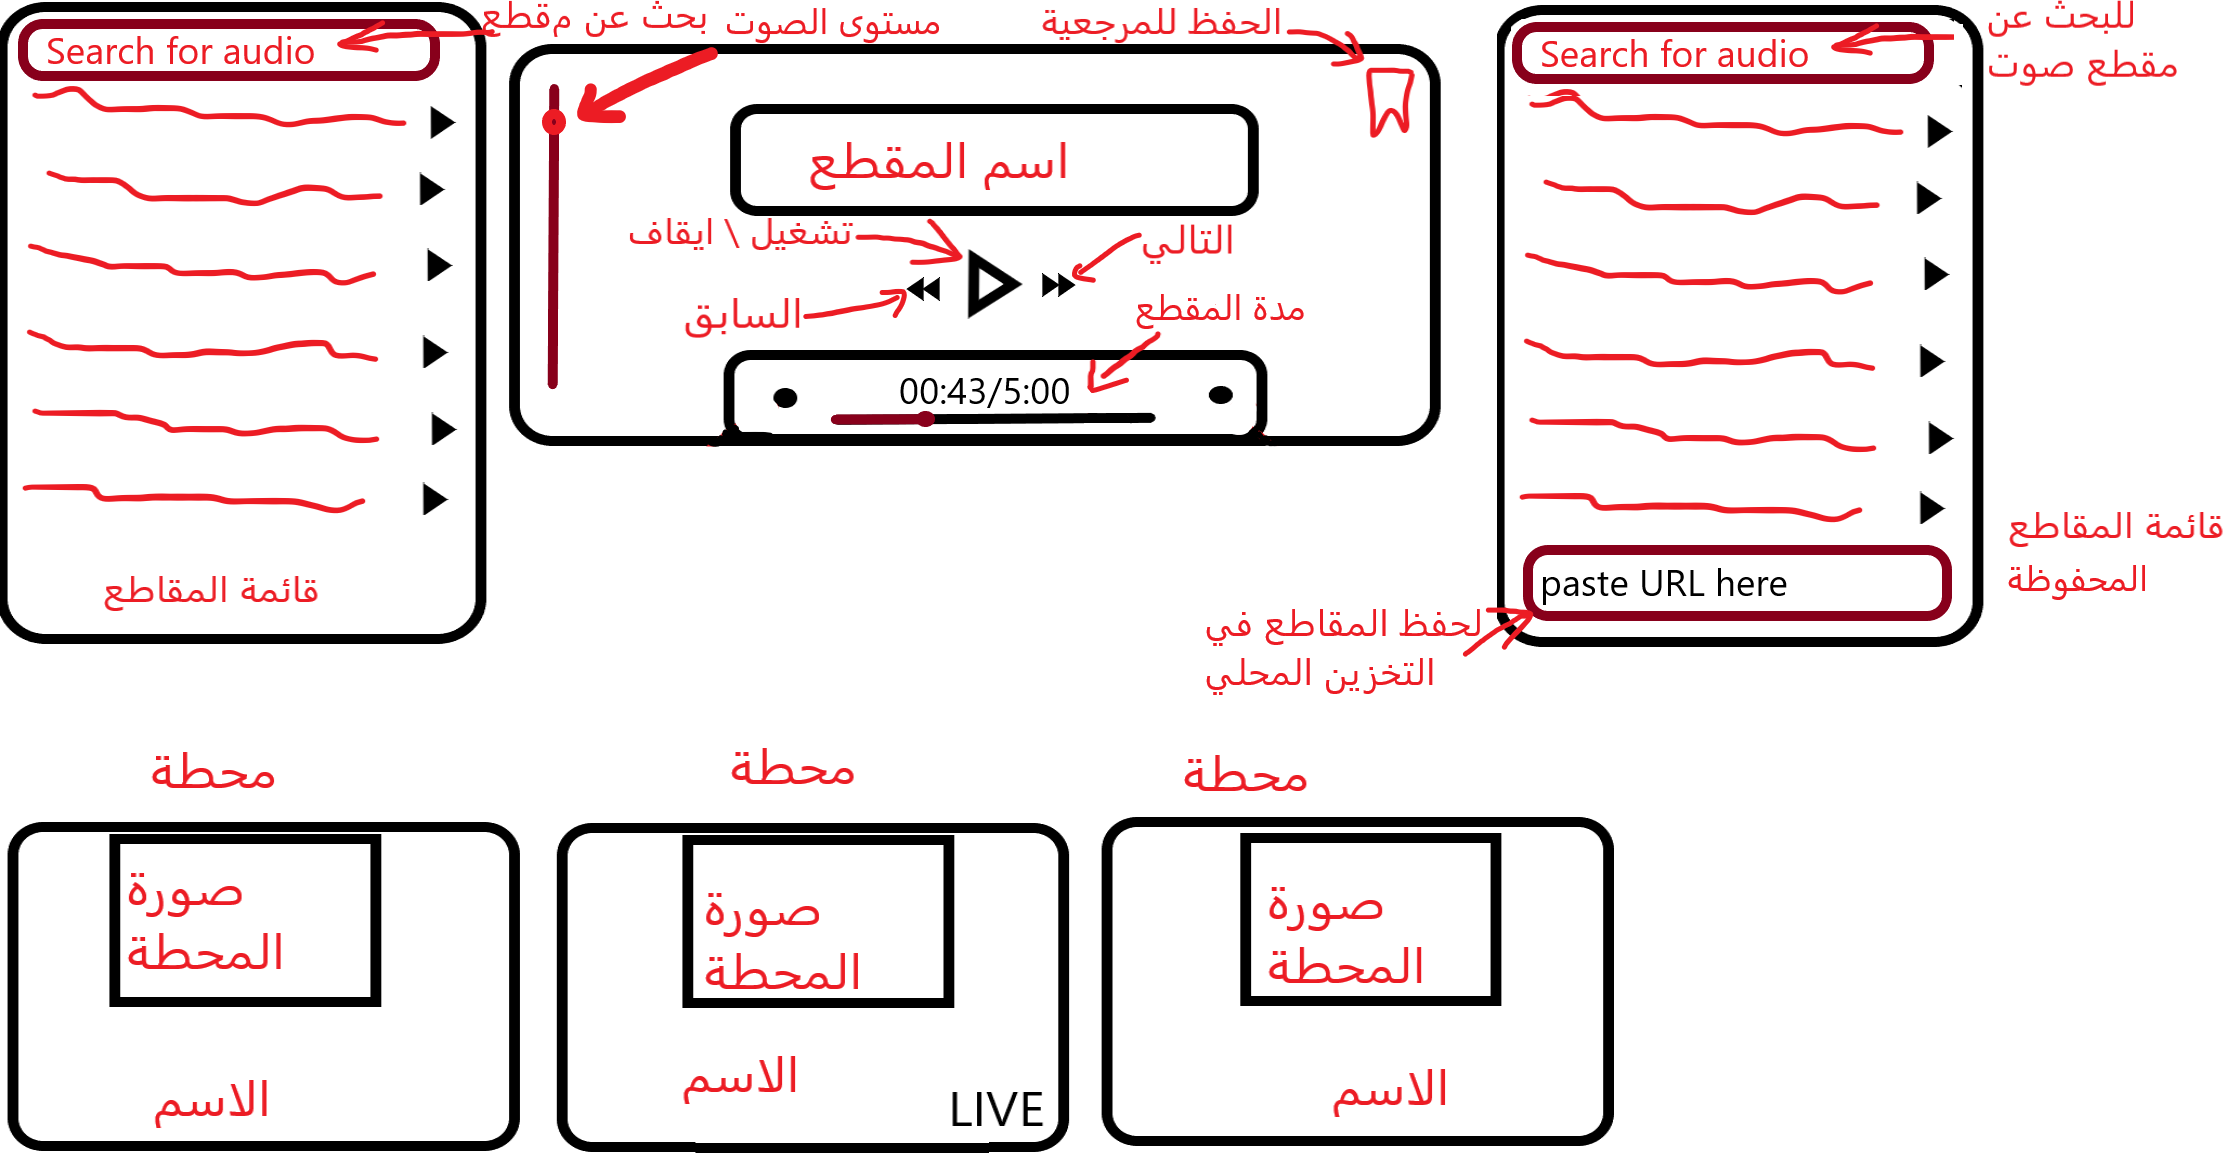 Search for audio
بحث عن مقطع
مستوى الصوت
الحفظ للمرجعية
Search for audio
للبحث عن
مقطع صوت
اسم المقطع
تشغيل \ ايقاف
التالي
السابق
مدة المقطع
00:43/5:00
قائمة المقاطع
قائمة المقاطع
المحفوظة
paste URL here
لحفظ المقاطع في
التخزين المحلي
محطة
صورة
المحطة
الاسم
محطة
صورة
المحطة
الاسم
LIVE
محطة
صورة
المحطة
الاسم